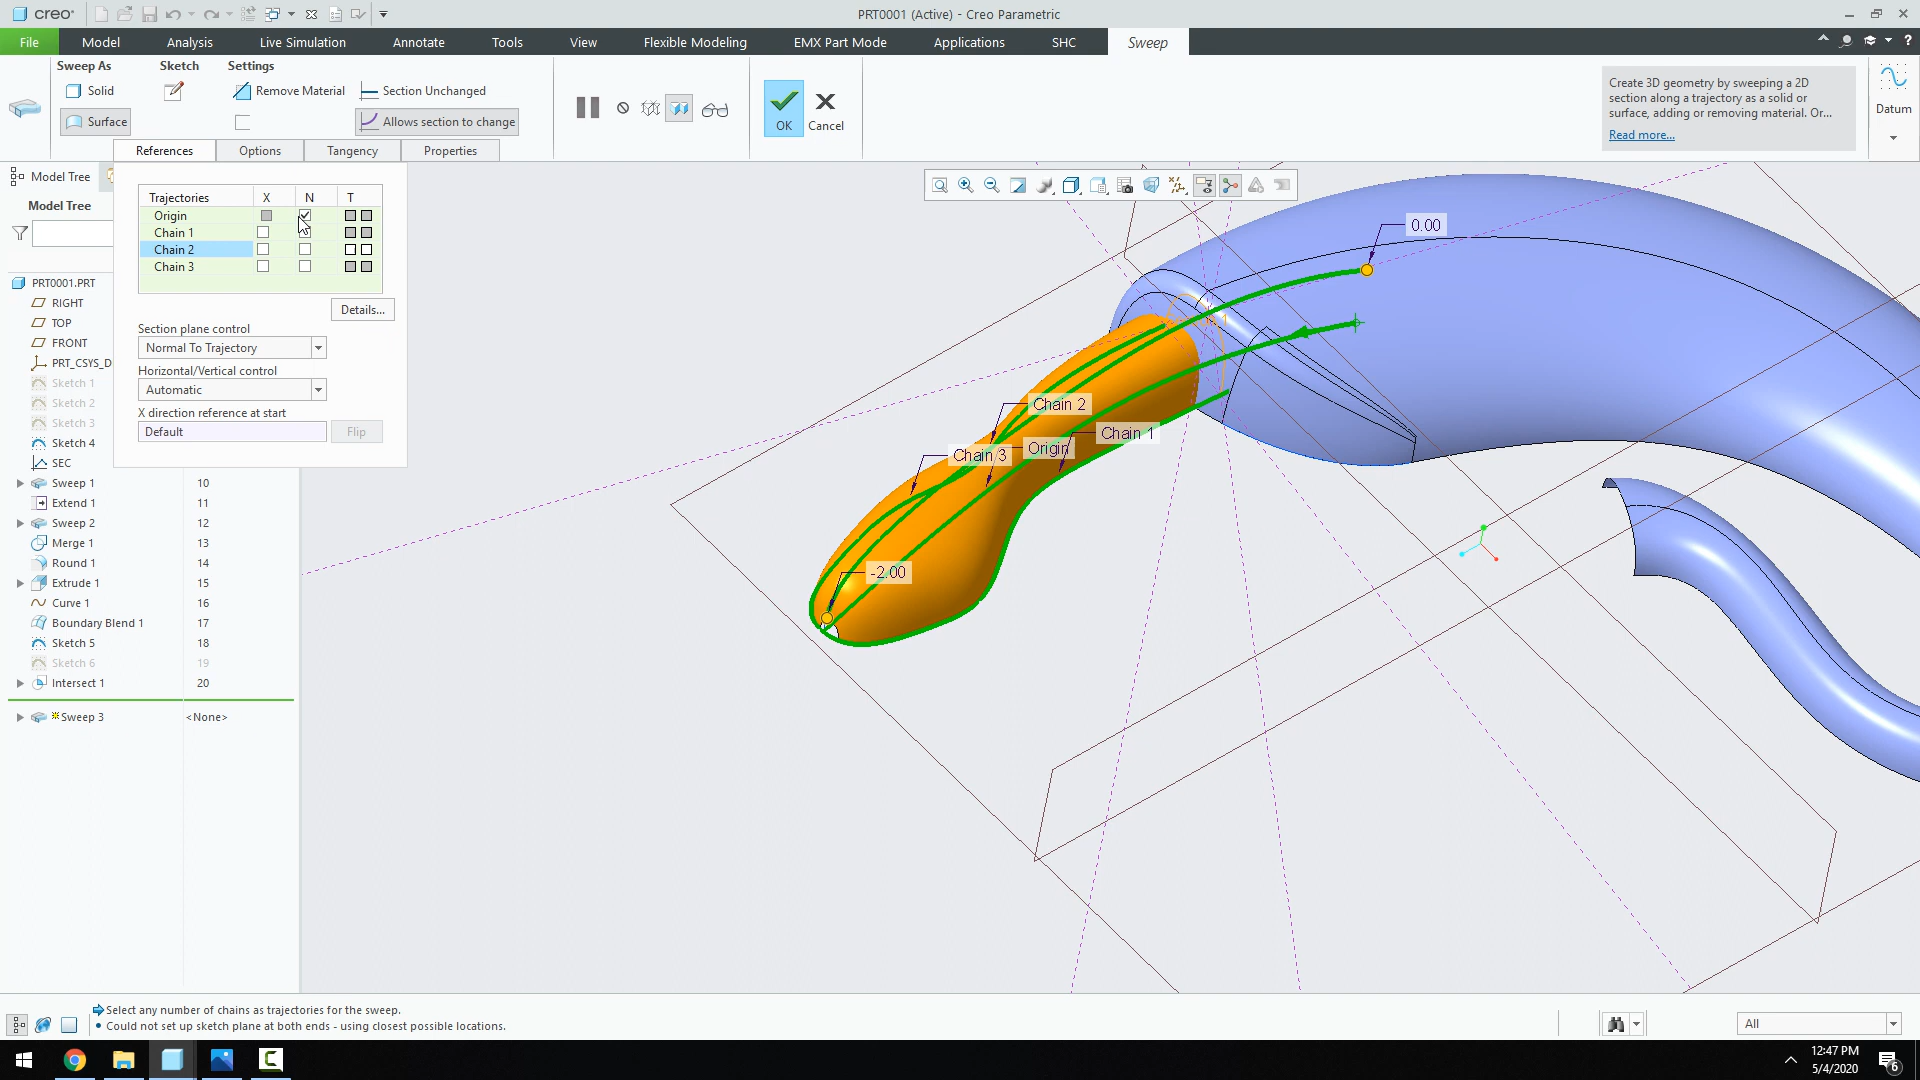 creo
PRT0001 (Active) - Creo Parametric
File Model Analysis Live Simulation Annotate Tools View Flexible Modeling EMX Part Mode Applications SHC Sweep
Sweep As Sketch Settings
Solid Remove Material Section Unchanged
Surface Allows section to change
OK Cancel
Create 3D geometry by sweeping a 2D
section along a trajectory as a solid or
surface, adding or removing material. Or...
Read more...
Datum
References Options Tangency Properties
Model Tree
Model Tree
Trajectories X N T
Origin
Chain 1
Chain 2
Chain 3
Details...
Section plane control
Normal To Trajectory
Horizontal/Vertical control
Automatic
X direction reference at start
Default Flip
PRT0001.PRT
RIGHT
TOP
FRONT
PRT_CSYS_D
Sketch 1
Sketch 2
Sketch 3
Sketch 4
SEC
Sweep 1 10
Extend 1 11
Sweep 2 12
Merge 1 13
Round 1 14
Extrude 1 15
Curve 1 16
Boundary Blend 1 17
Sketch 5 18
Sketch 6 19
Intersect 1 20
Sweep 3 <None>
0.00
Chain 2
Chain 1
Origin
Chain 3
-2.00
Select any number of chains as trajectories for the sweep.
• Could not set up sketch plane at both ends - using closest possible locations.
All
12:47 PM
5/4/2020
6